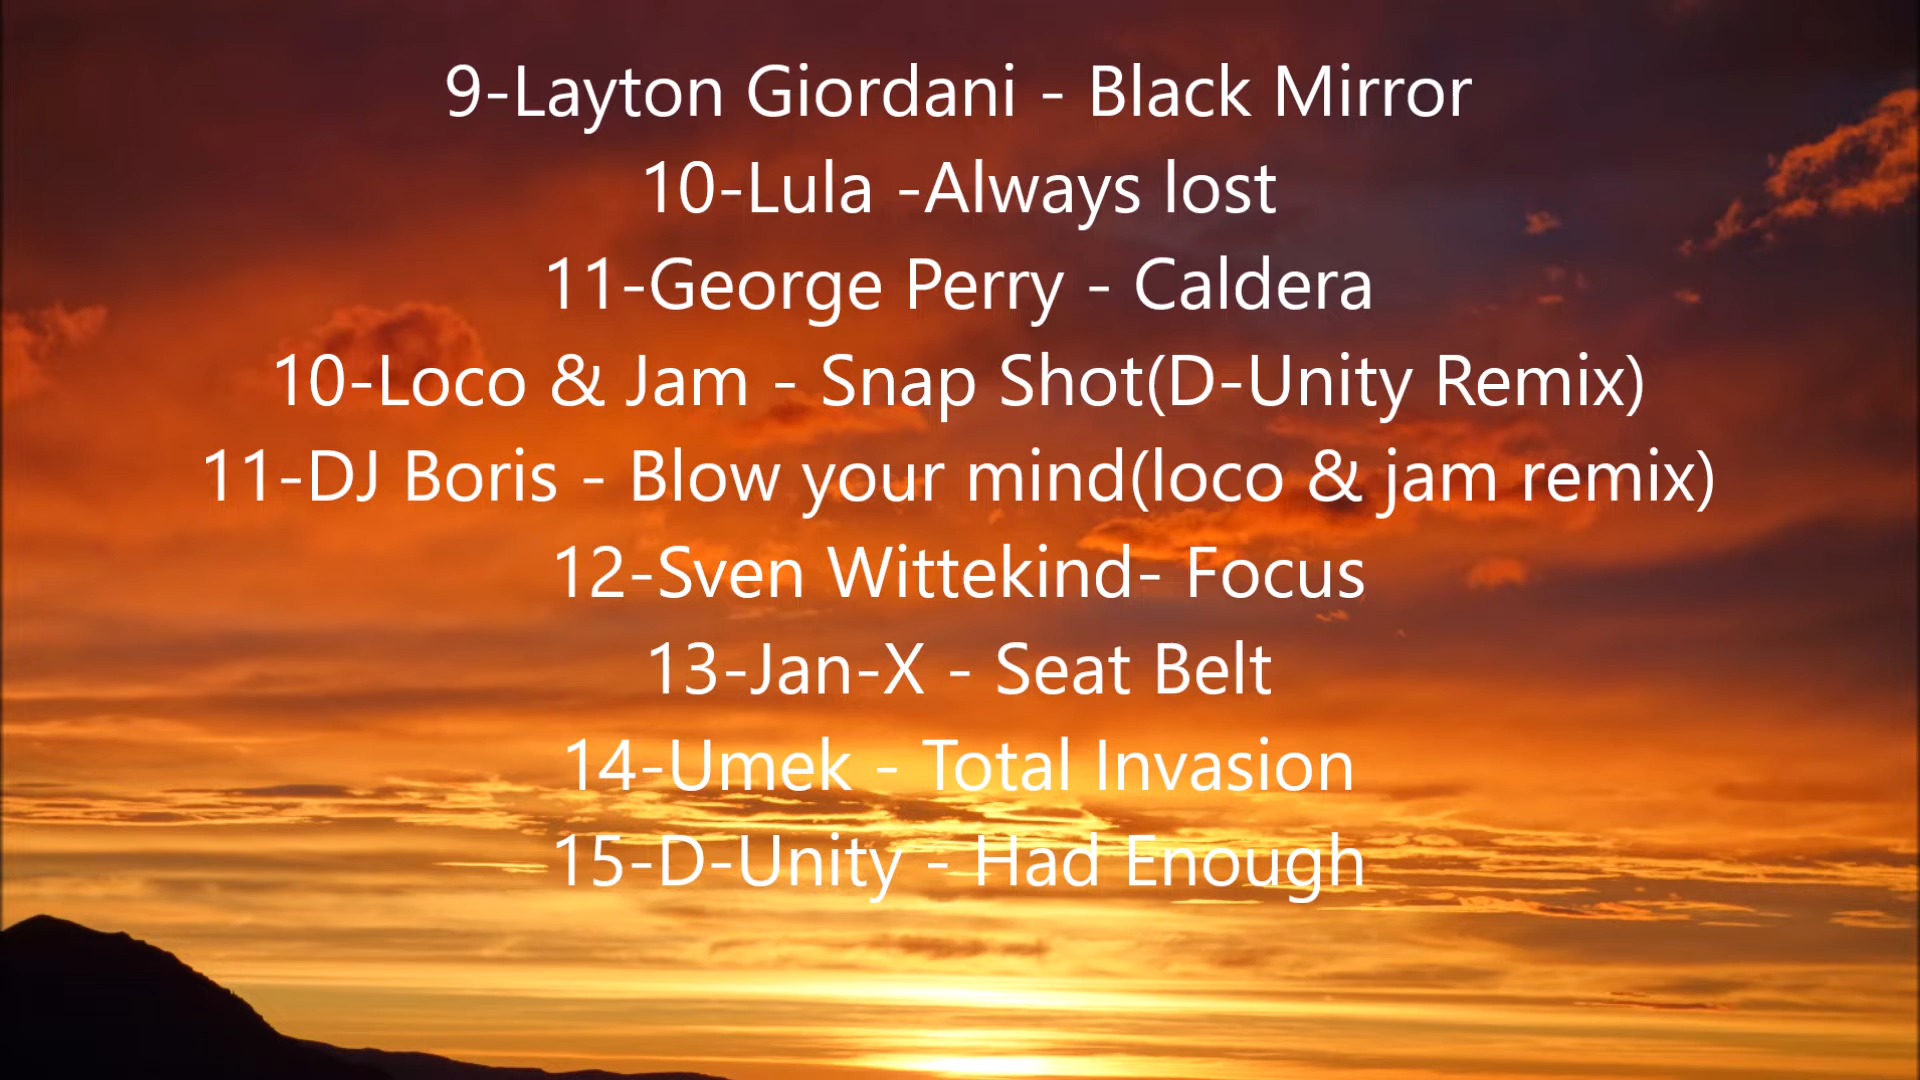 9-Layton Giordani - Black Mirror
10-Lula -Always lost
11-George Perry - Caldera
10-Loco & Jam - Snap Shot(D-Unity Remix)
11-DJ Boris - Blow your mind(loco & jam remix)
12-Sven Wittekind- Focus
13-Jan-X - Seat Belt
14-Umek - Total Invasion
15-D-Unity - Had Enough